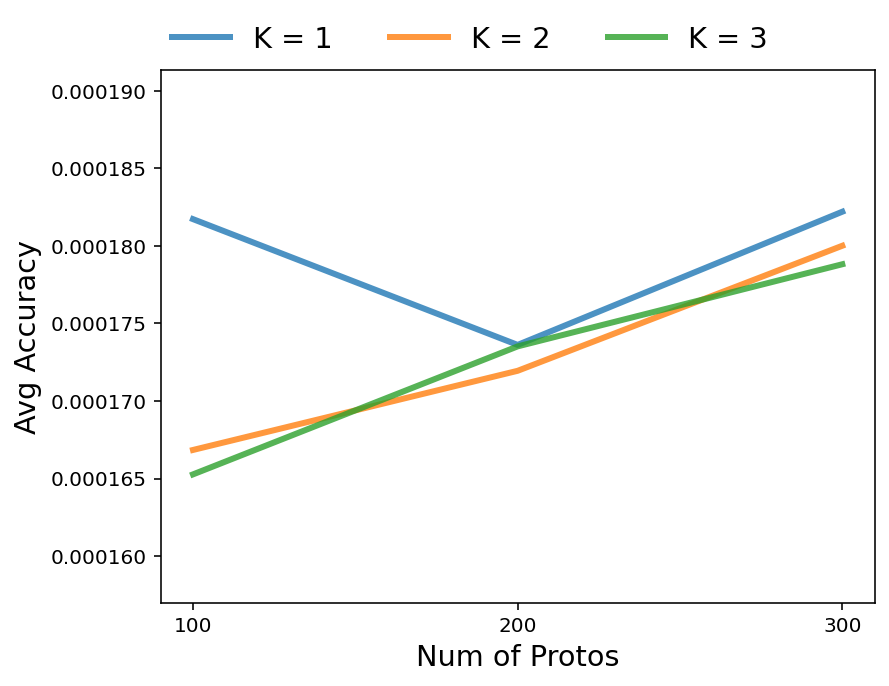 K = 1 K = 2 K = 3
0.000190
0.000185
0.000180
0.000175
0.000170
0.000165
0.000160
Avg Accuracy
100 200 300
Num of Protos